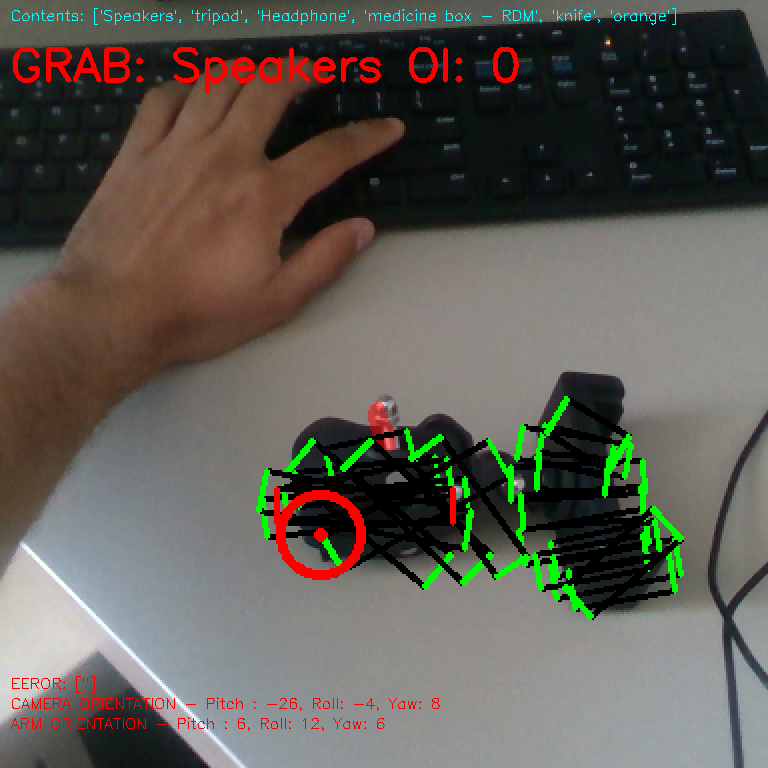 Contents: ['Speakers', 'tripod', 'Headphone', 'medicine box - RDM', 'knife', 'orange']
GRAB: Speakers OI: 0
EEROR: ['']
CAMERA ORIENTATION - Pitch : -26, Roll: -4, Yaw: 8
ARM ORIENTATION - Pitch : 6, Roll: 12, Yaw: 6